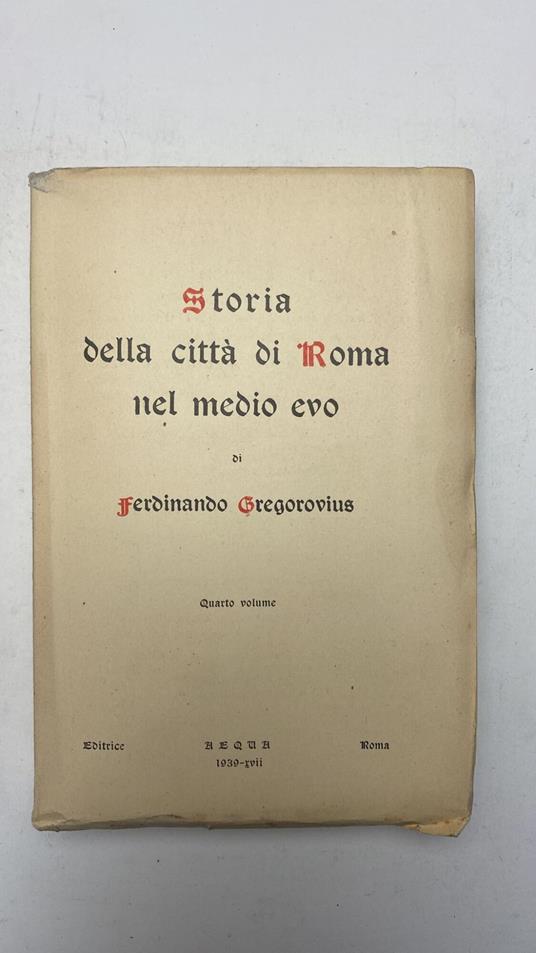 Storia
della città di Roma
nel medio evo
di
Ferdinando Gregorovius
Quarto volume
Editrice AEQUA Roma
1939-xvii